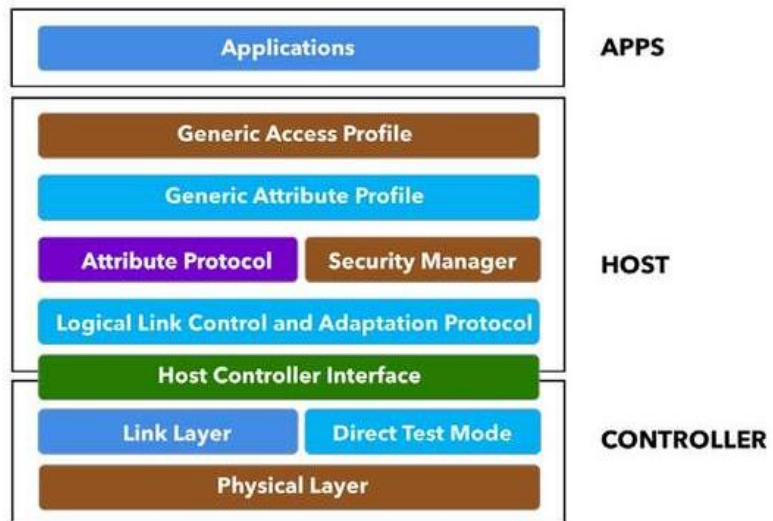 Applications
APPS
Generic Access Profile
Generic Attribute Profile
Attribute Protocol
Security Manager
HOST
Logical Link Control and Adaptation Protocol
Host Controller Interface
Link Layer
Direct Test Mode
CONTROLLER
Physical Layer